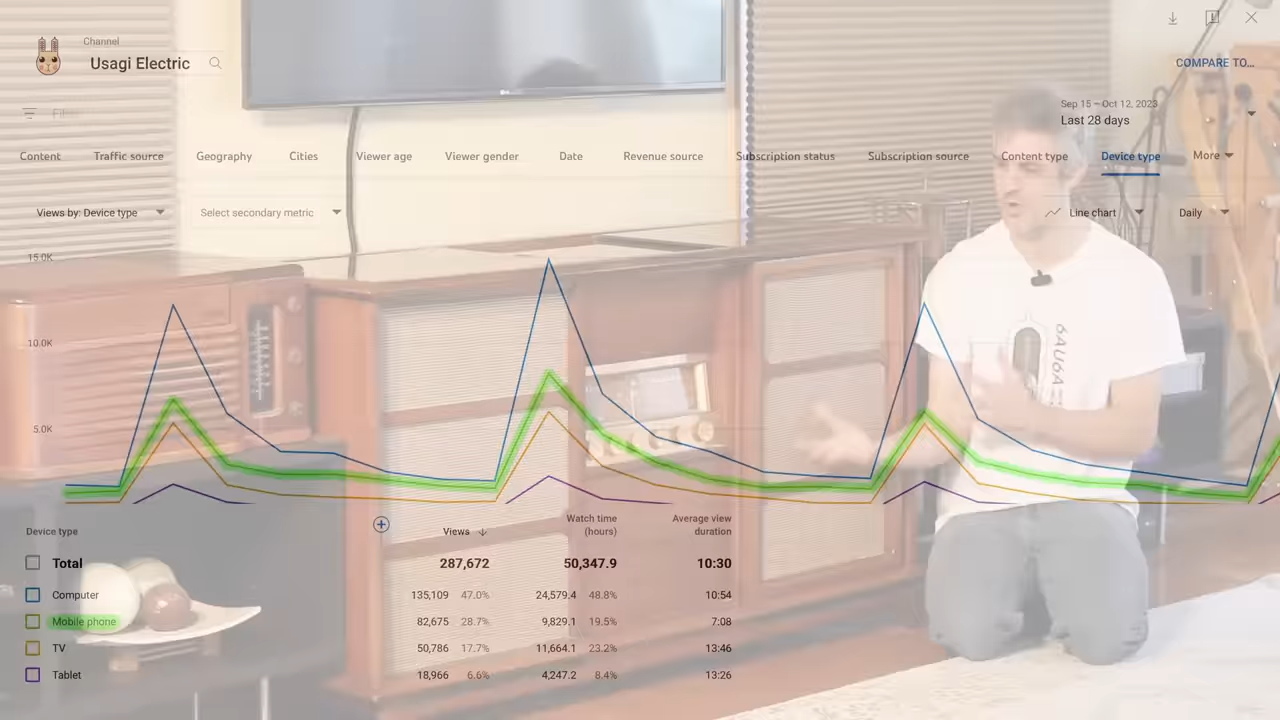 Channel
Usagi Electric
COMPARE TO...
Sep 15 – Oct 12, 2023
Last 28 days
Content Traffic source Geography Cities Viewer age Viewer gender Date Revenue source Subscription status Subscription source Content type Device type More
Views by: Device type Select secondary metric Line chart Daily
15.0K
10.0K
5.0K
6AU6A
Device type Views Watch time (hours) Average view duration
Total 287,672 50,347.9 10:30
Computer 135,109 47.0% 24,579.4 48.8% 10:54
Mobile phone 82,675 28.7% 9,829.1 19.5% 7:08
TV 50,786 17.7% 11,664.1 23.2% 13:46
Tablet 18,966 6.6% 4,247.2 8.4% 13:26